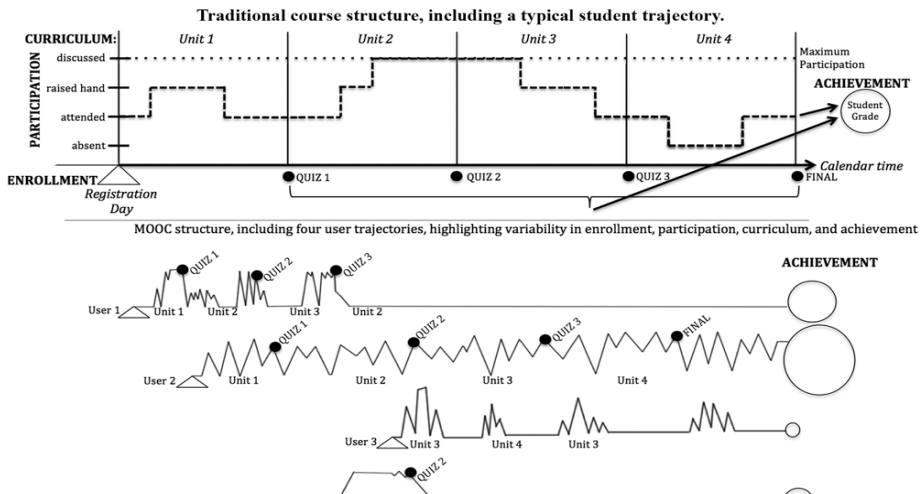 Traditional course structure, including a typical student trajectory.
CURRICULUM: Unit 1 Unit 2 Unit 3 Unit 4
PARTICIPATION
discussed
raised hand
attended
absent
Maximum
Participation
ACHIEVEMENT
Student
Grade
Calendar time
ENROLLMENT
Registration
Day
QUIZ 1 QUIZ 2 QUIZ 3 FINAL
MOOC structure, including four user trajectories, highlighting variability in enrollment, participation, curriculum, and achievement
ACHIEVEMENT
QUIZ 1 QUIZ 2 QUIZ 3
User 1 Unit 1 Unit 2 Unit 3 Unit 2
QUIZ 1 QUIZ 2 QUIZ 3 FINAL
User 2 Unit 1 Unit 2 Unit 3 Unit 4
User 3 Unit 3 Unit 4 Unit 3
QUIZ 2